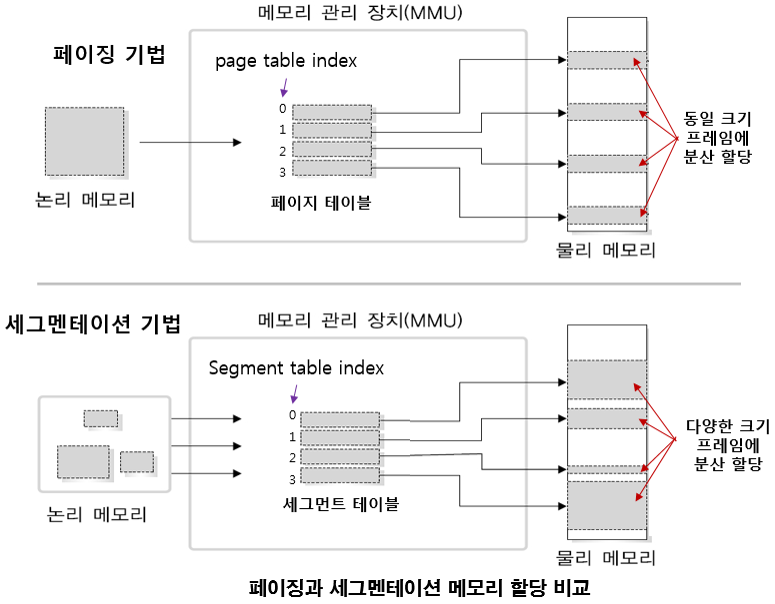 메모리 관리 장치(MMU)
페이징 기법
page table index
0
1
2
3
페이지 테이블
논리 메모리
동일 크기
프레임에
분산 할당
물리 메모리
세그멘테이션 기법
메모리 관리 장치(MMU)
Segment table index
0
1
2
3
세그먼트 테이블
논리 메모리
다양한 크기
프레임에
분산 할당
물리 메모리
페이징과 세그멘테이션 메모리 할당 비교